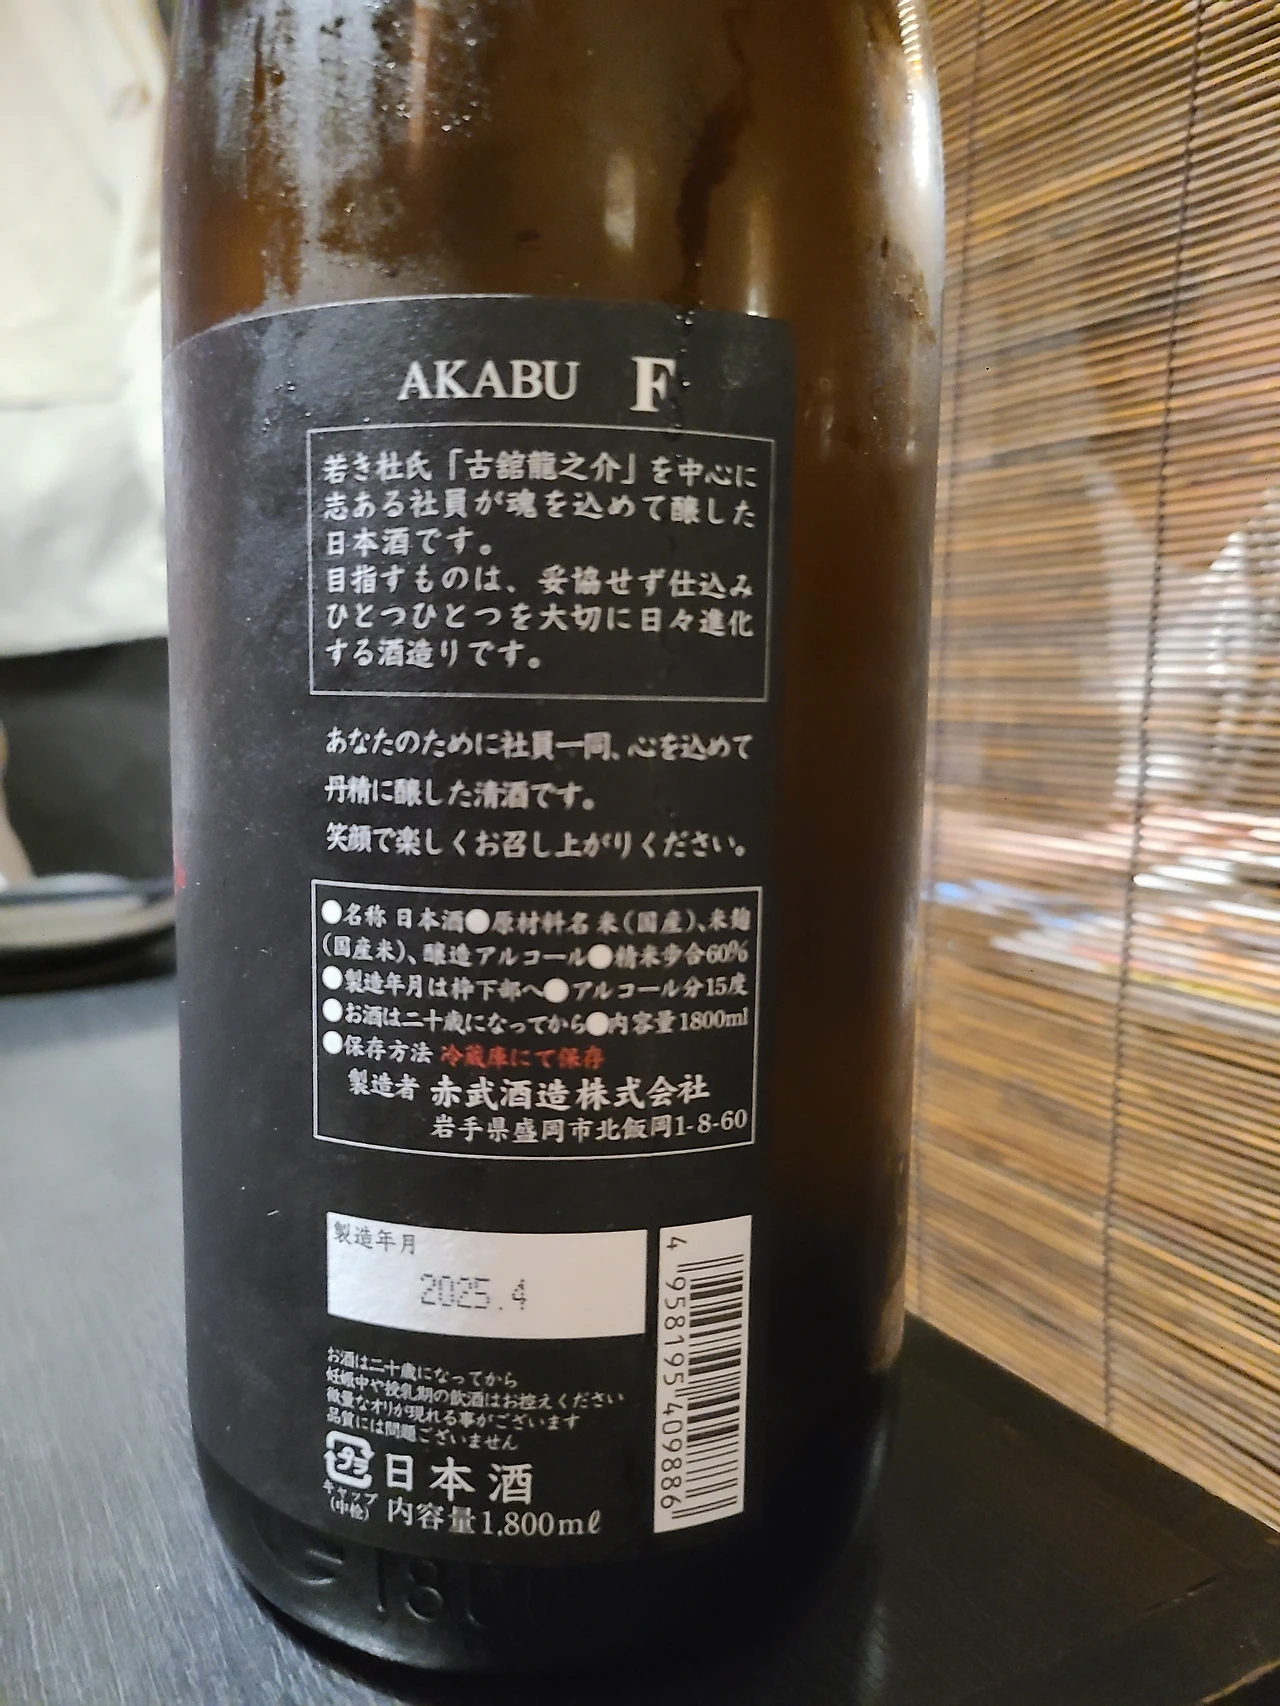 AKABU F
若き杜氏「古舘龍之介」を中心に
志ある社員が魂を込めて醸した
日本酒です。
目指すものは、妥協せず仕込み
ひとつひとつを大切に日々進化
する酒造りです。
あなたのために社員一同、心を込めて
丹精に醸した清酒です。
笑顔で楽しくお召し上がりください。
●名称 日本酒●原材料名 米(国産)、米麹
(国産米)、醸造アルコール●精米歩合60%
●製造年月は枠下部へ●アルコール分15度
●お酒は二十歳になってから●内容量1800ml
●保存方法 冷蔵庫にて保存
製造者 赤武酒造株式会社
岩手県盛岡市北飯岡1-8-60
製造年月
2025.4
4 958195 409886
お酒は二十歳になってから
妊娠中や授乳期の飲酒はお控えください
微量なオリが現れる事がございます
品質には問題ございません
プラ
キャップ
(中栓)
日本酒
内容量1,800mℓ